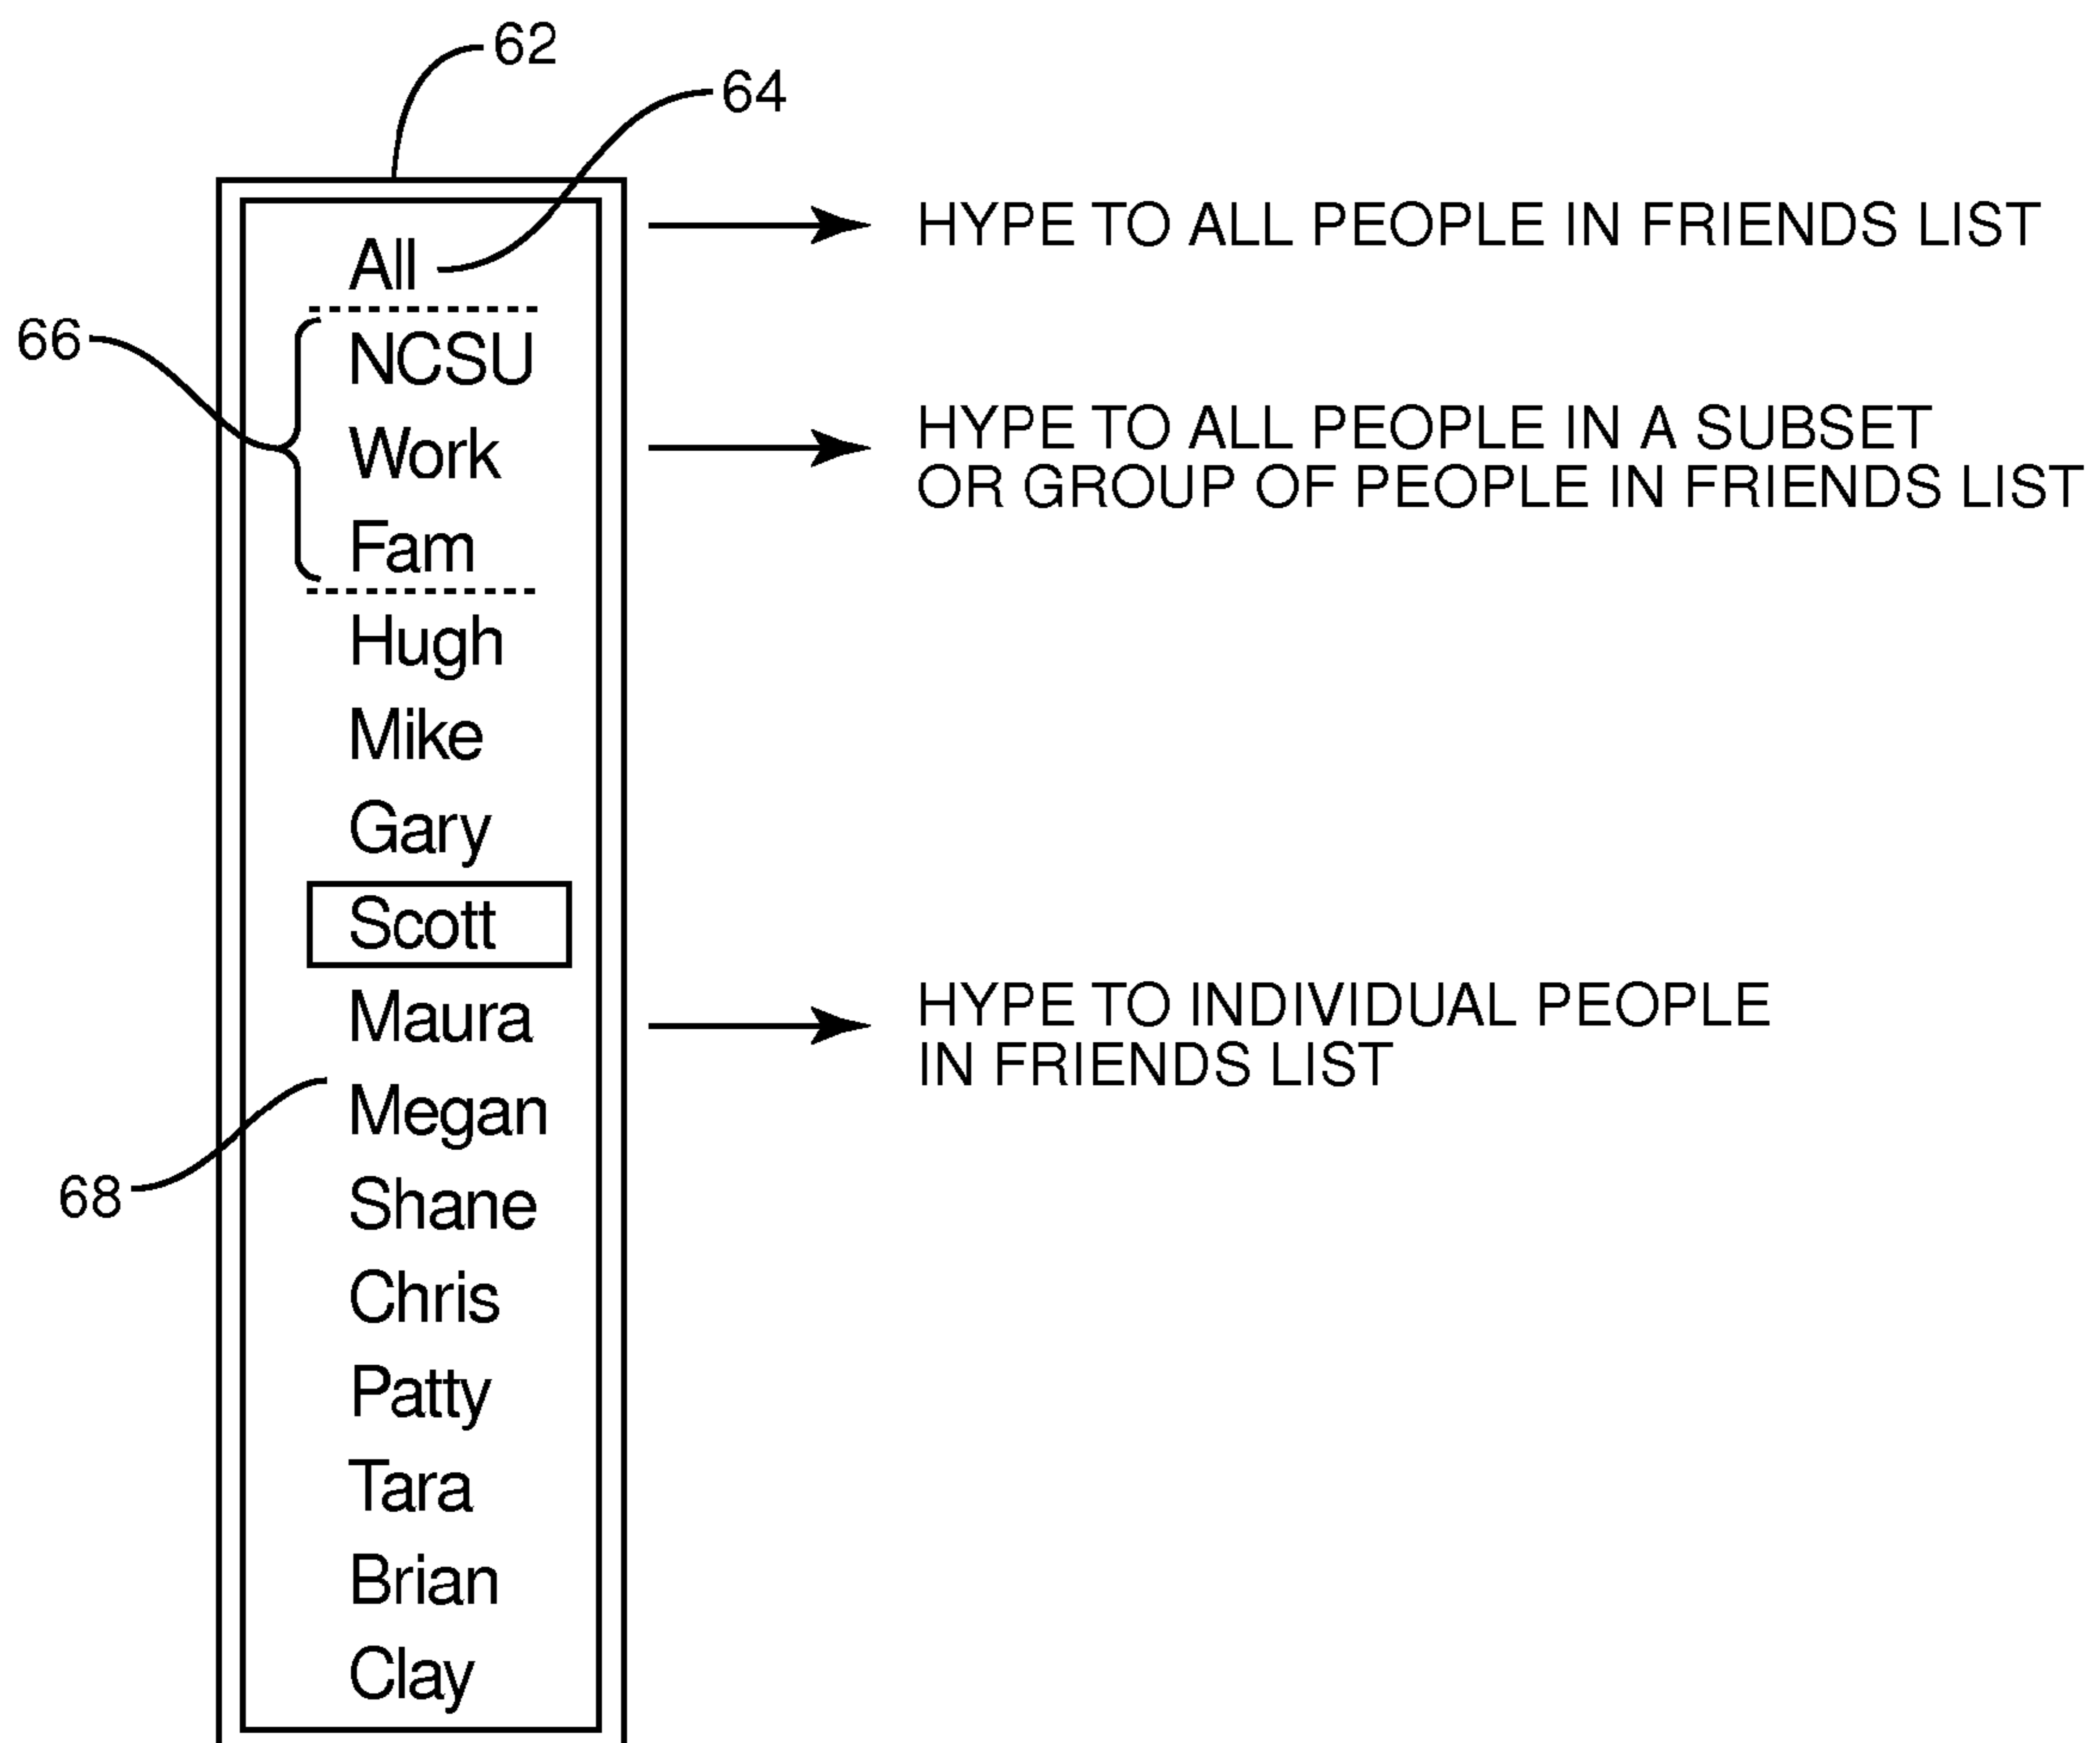 62
64
HYPE TO ALL PEOPLE IN FRIENDS LIST
All
66
NCSU
HYPE TO ALL PEOPLE IN A SUBSET
Work
OR GROUP OF PEOPLE IN FRIENDS LIST
Fam
Hugh
Mike
Gary
Scott
Maura
HYPE TO INDIVIDUAL PEOPLE
IN FRIENDS LIST
Megan
68
Shane
Chris
Patty
Tara
Brian
Clay